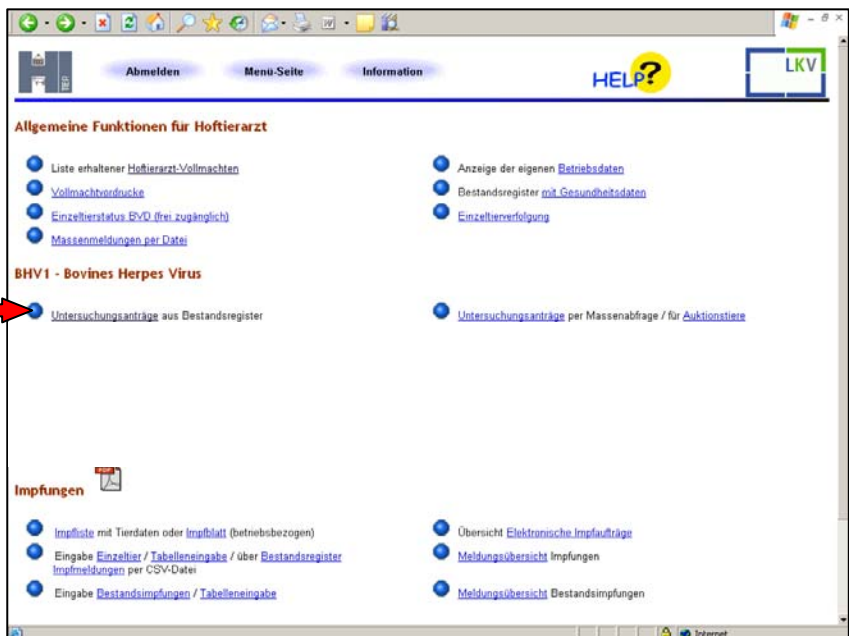 Abmelden
Menü-Seite
Information
HELP?
LKV
Allgemeine Funktionen für Hoftierarzt
Liste erhaltener Hoftierarzt-Vollmachten
Anzeige der eigenen Betriebsdaten
Vollmachtvordrucke
Bestandsregister mit Gesundheitsdaten
Einzeltierstatus BVD (frei zugänglich)
Einzeltierverfolgung
Massenmeldungen per Datei
BHV1 - Bovines Herpes Virus
Untersuchungsanträge aus Bestandsregister
Untersuchungsanträge per Massenabfrage / für Auktionstiere
PDF
Impfungen
Impfliste mit Tierdaten oder Impfblatt (betriebsbezogen)
Übersicht Elektronische Impfaufträge
Eingabe Einzeltier / Tabelleneingabe / über Bestandsregister
Impfmeldungen per CSV-Datei
Meldungsübersicht Impfungen
Eingabe Bestandsimpfungen / Tabelleneingabe
Meldungsübersicht Bestandsimpfungen
Internet